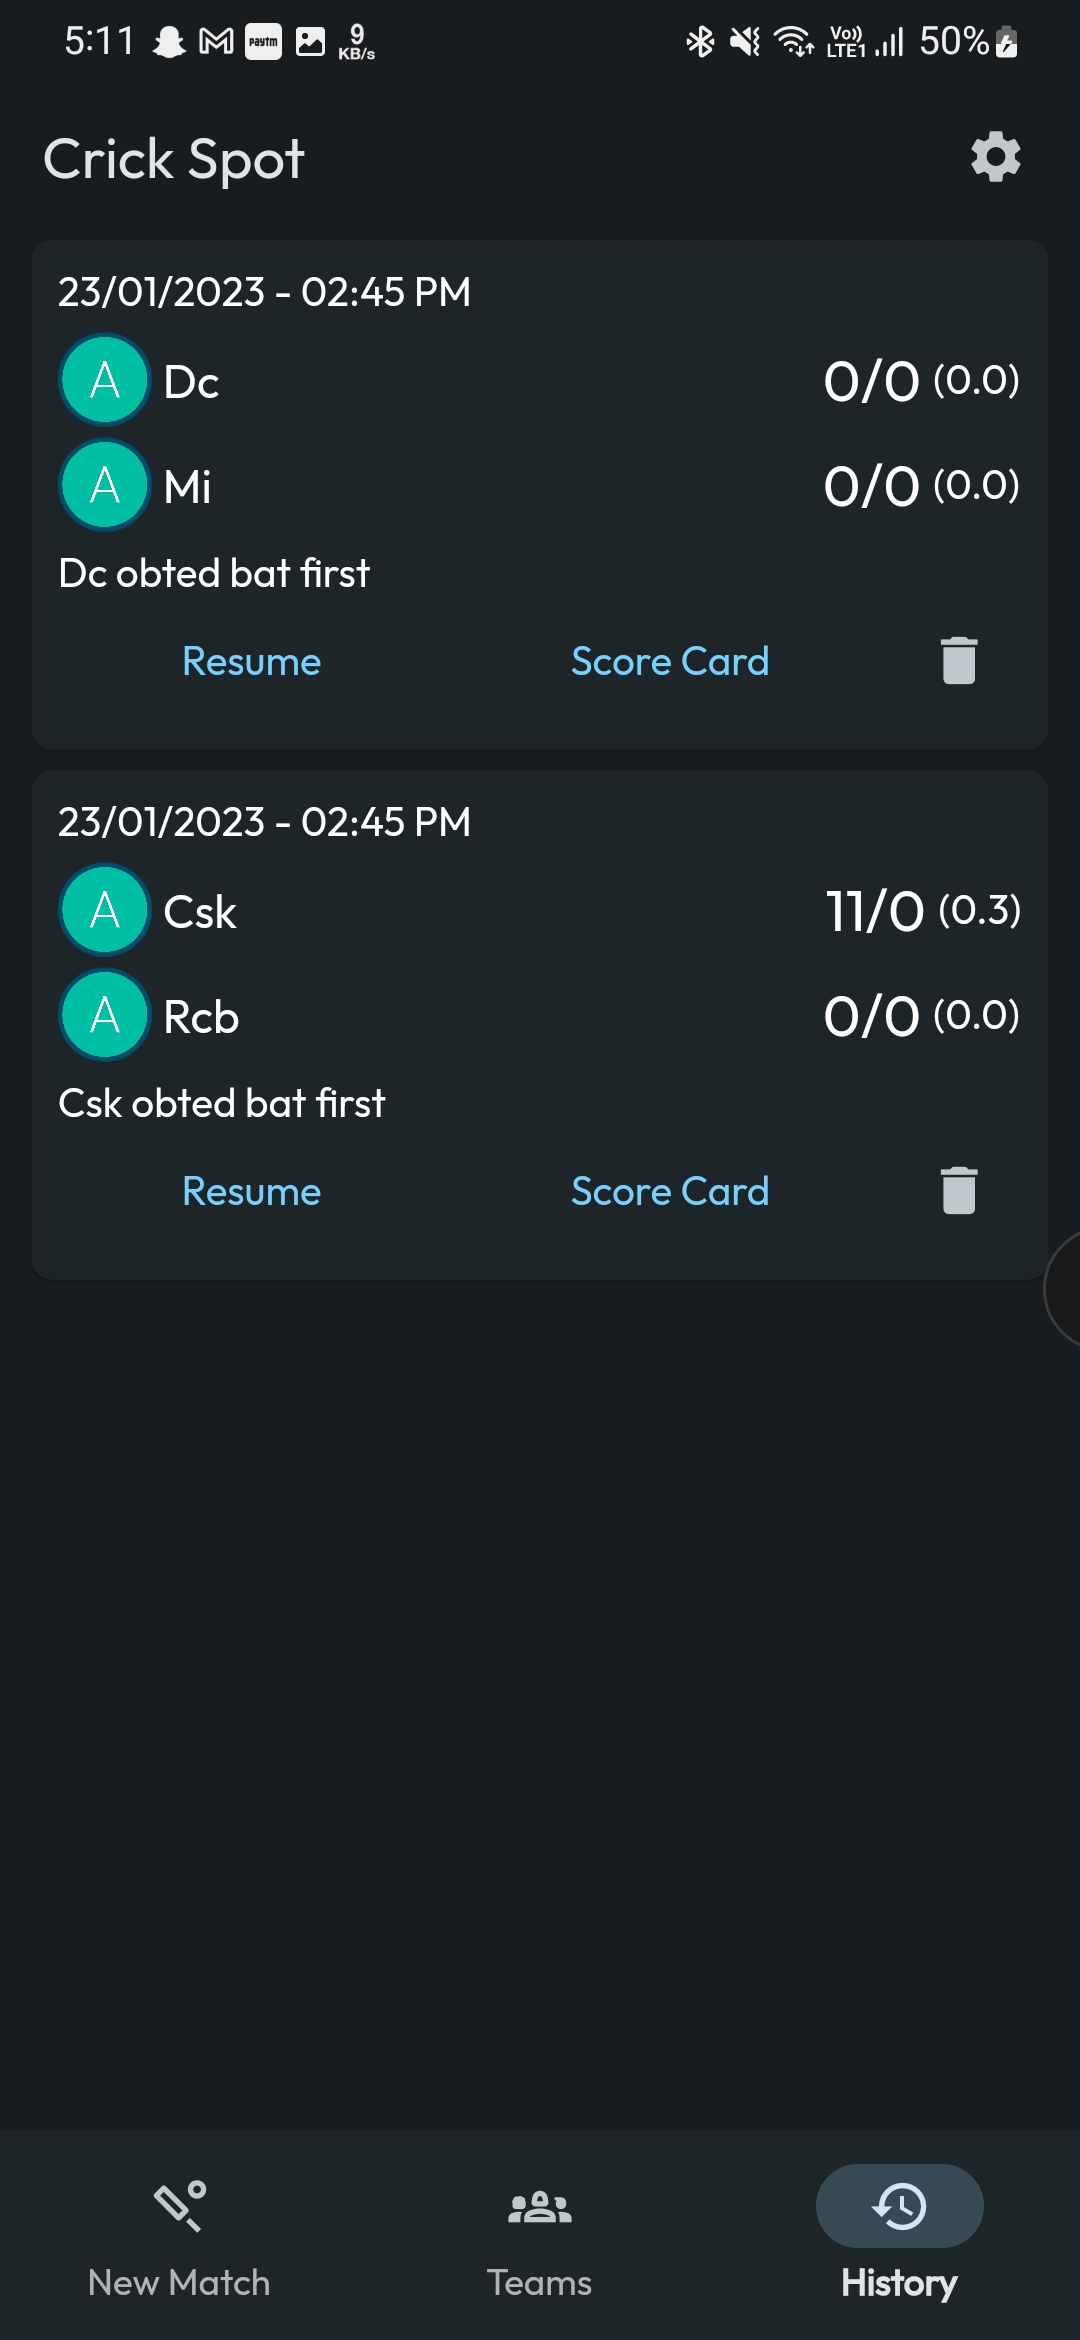 5:11 paytm 9 KB/s Vo)) LTE1 50%
Crick Spot
23/01/2023 - 02:45 PM
A Dc 0/0 (0.0)
A Mi 0/0 (0.0)
Dc obted bat first
Resume Score Card
23/01/2023 - 02:45 PM
A Csk 11/0 (0.3)
A Rcb 0/0 (0.0)
Csk obted bat first
Resume Score Card
New Match Teams History